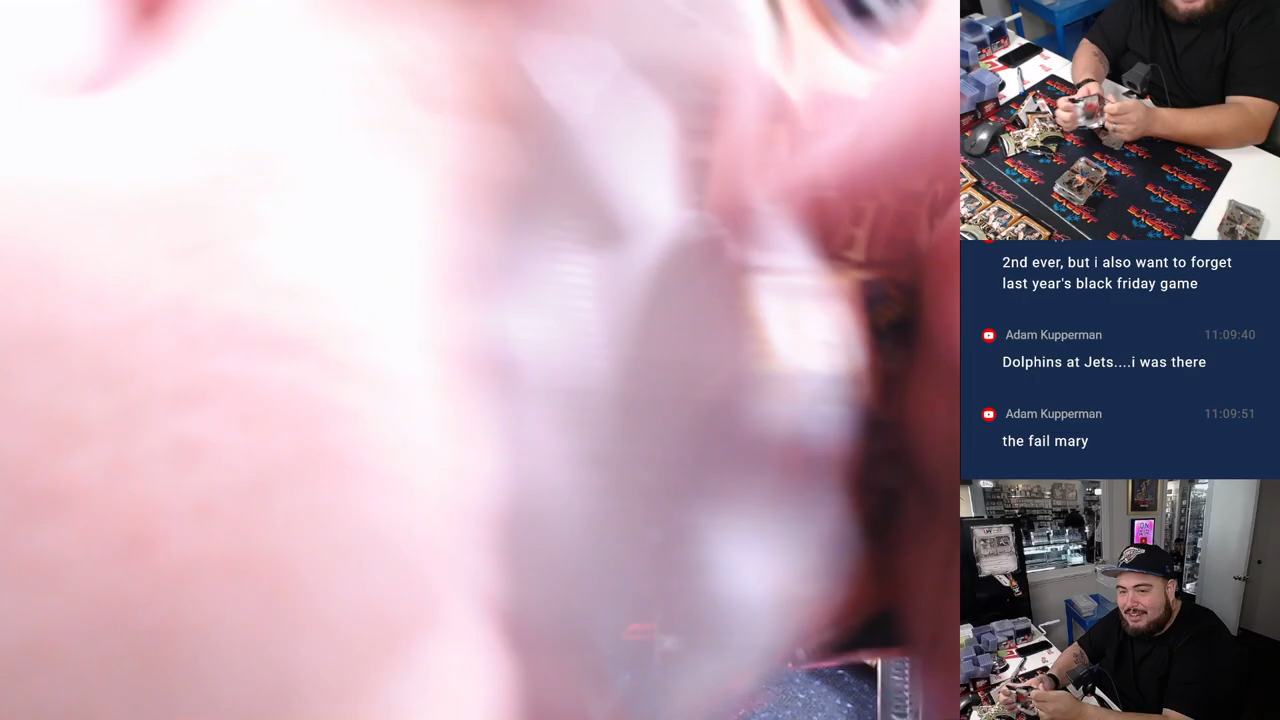 2nd ever, but i also want to forget
last year's black friday game
Adam Kupperman 11:09:40
Dolphins at Jets....i was there
Adam Kupperman 11:09:51
the fail mary